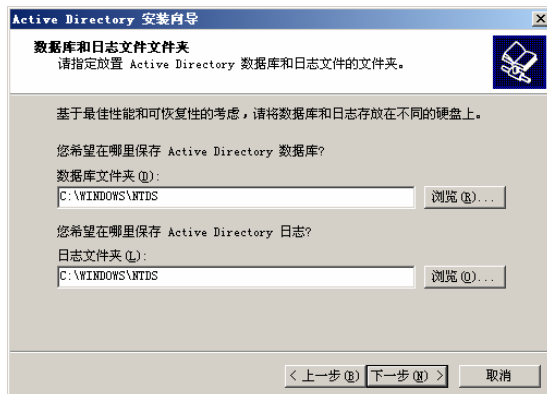 Active Directory 安装向导
数据库和日志文件文件夹
请指定放置 Active Directory 数据库和日志文件的文件夹。
基于最佳性能和可恢复性的考虑，请将数据库和日志存放在不同的硬盘上。
您希望在哪里保存 Active Directory 数据库?
数据库文件夹(D):
C:\WINDOWS\NTDS
浏览(R)...
您希望在哪里保存 Active Directory 日志?
日志文件夹(L):
C:\WINDOWS\NTDS
浏览(O)...
< 上一步(B) 下一步(N) > 取消